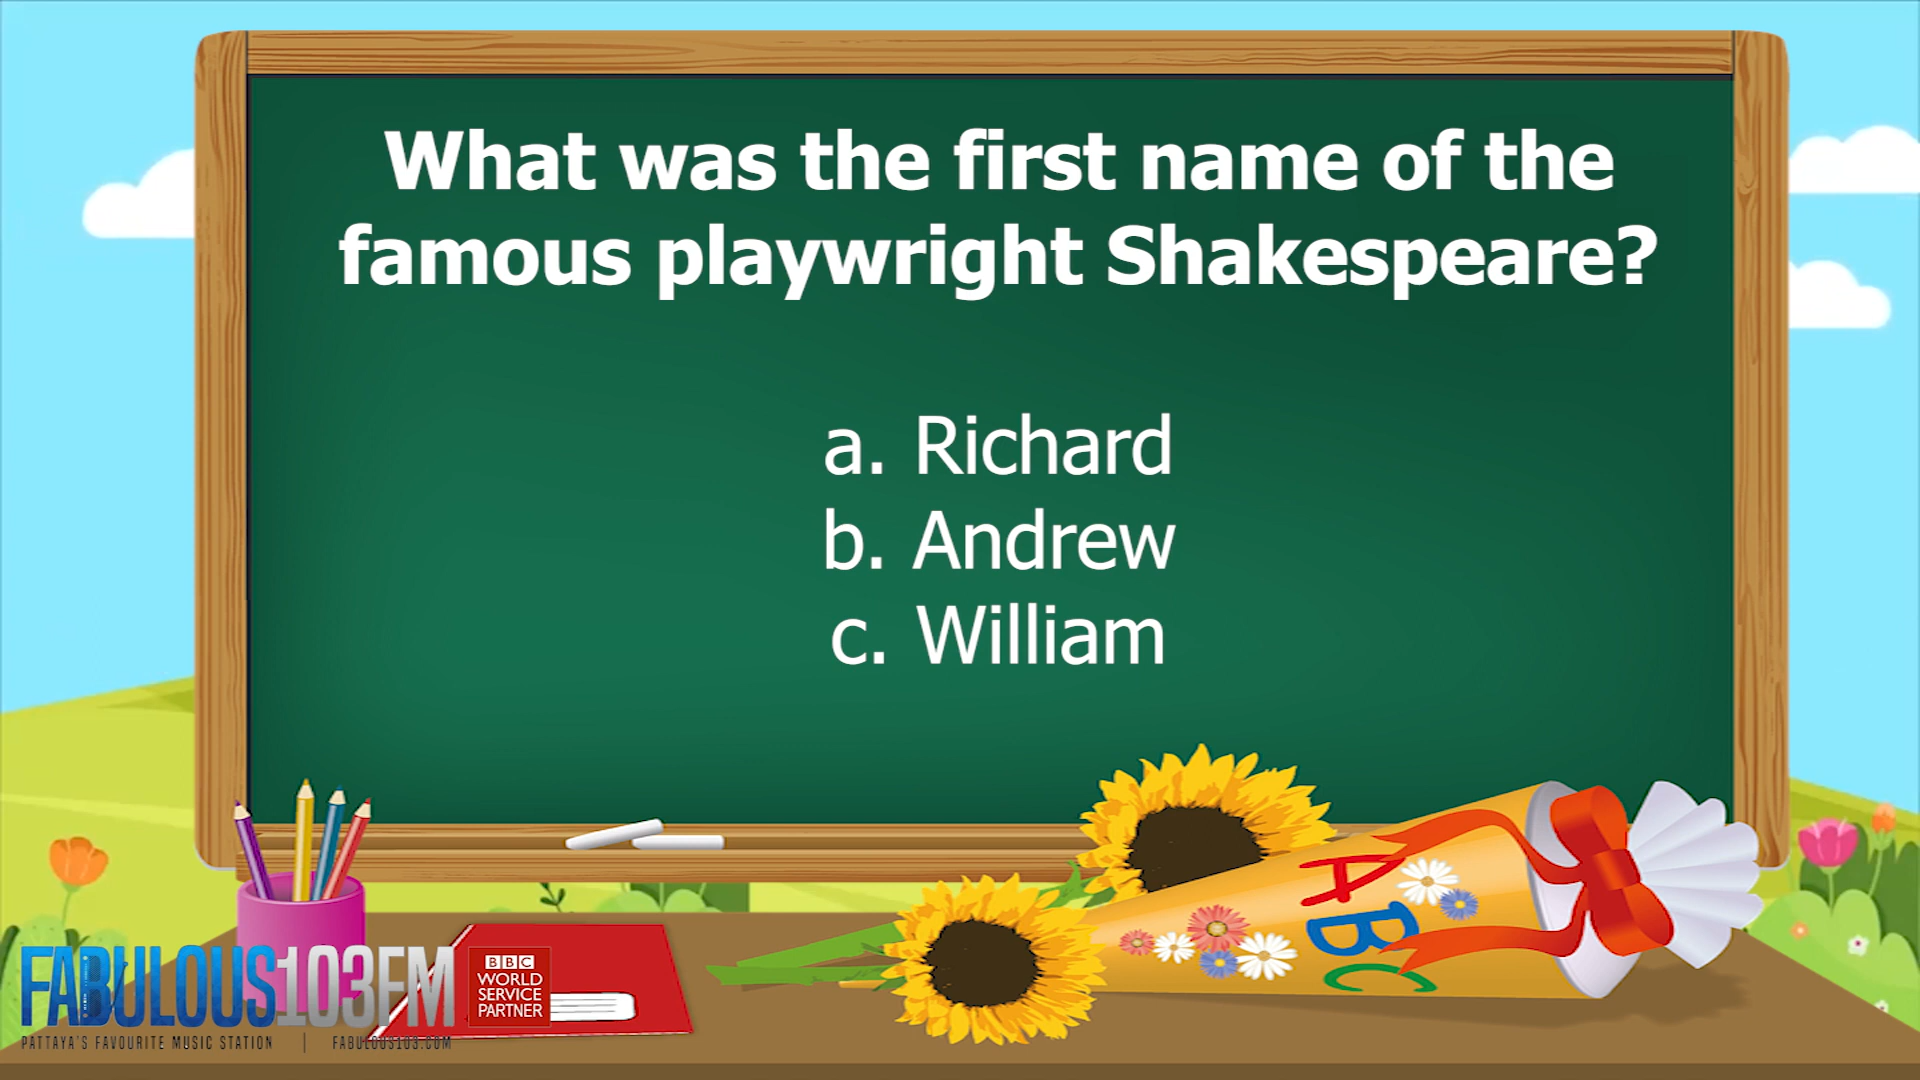 What was the first name of the
famous playwright Shakespeare?
a. Richard
b. Andrew
c. William
ABC
FABULOUS103FM
BBC
WORLD
SERVICE
PARTNER
PATTAYA'S FAVOURITE MUSIC STATION | FABULOUS103.COM